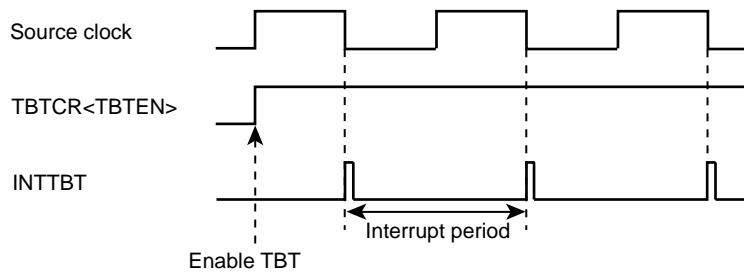 Source clock
TBTCR<TBTEN>
INTTBT
Interrupt period
Enable TBT